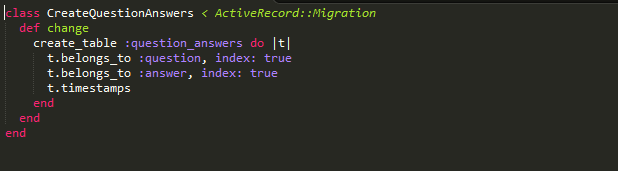 class CreateQuestionAnswers < ActiveRecord::Migration
  def change
    create_table :question_answers do |t|
      t.belongs_to :question, index: true
      t.belongs_to :answer, index: true
      t.timestamps
    end
  end
end